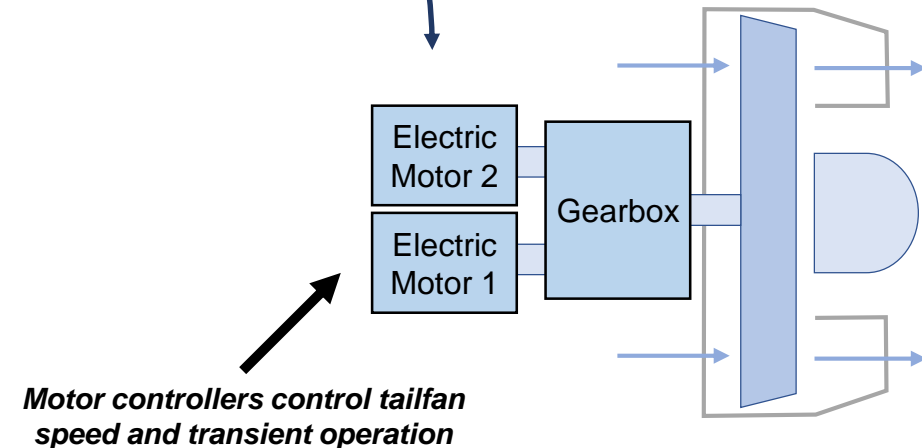 Electric
Motor 2
Gearbox
Electric
Motor 1
Motor controllers control tailfan
speed and transient operation